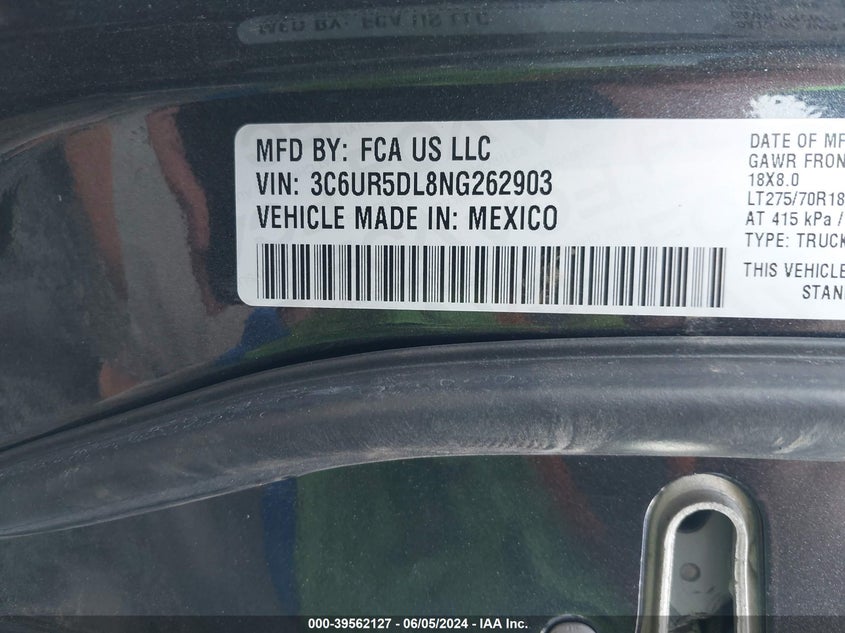 MFD BY: FCA US LLC
VIN: 3C6UR5DL8NG262903
VEHICLE MADE IN: MEXICO
DATE OF MF
GAWR FRON
18X8.0
LT275/70R18
AT 415 kPa /
TYPE: TRUCK
THIS VEHICLE
STAN
000-39562127 - 06/05/2024 - IAA Inc.